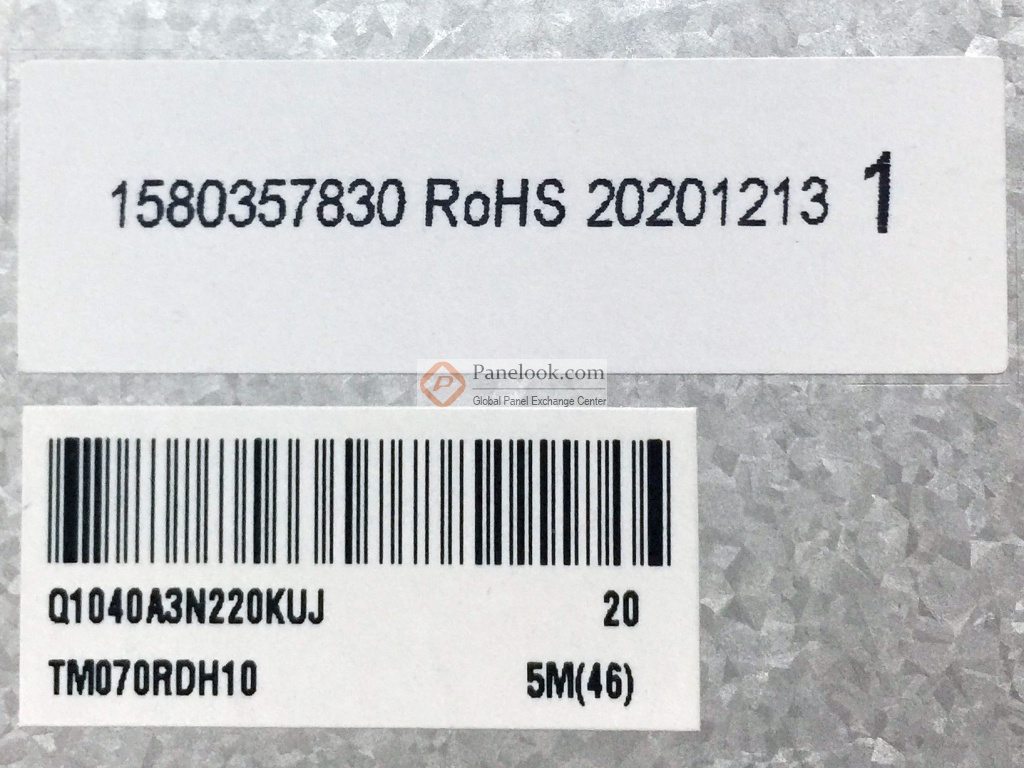 1580357830 RoHS 20201213 1
Panelook.com
Global Panel Exchange Center
Q1040A3N220KUJ 20
TM070RDH10 5M(46)